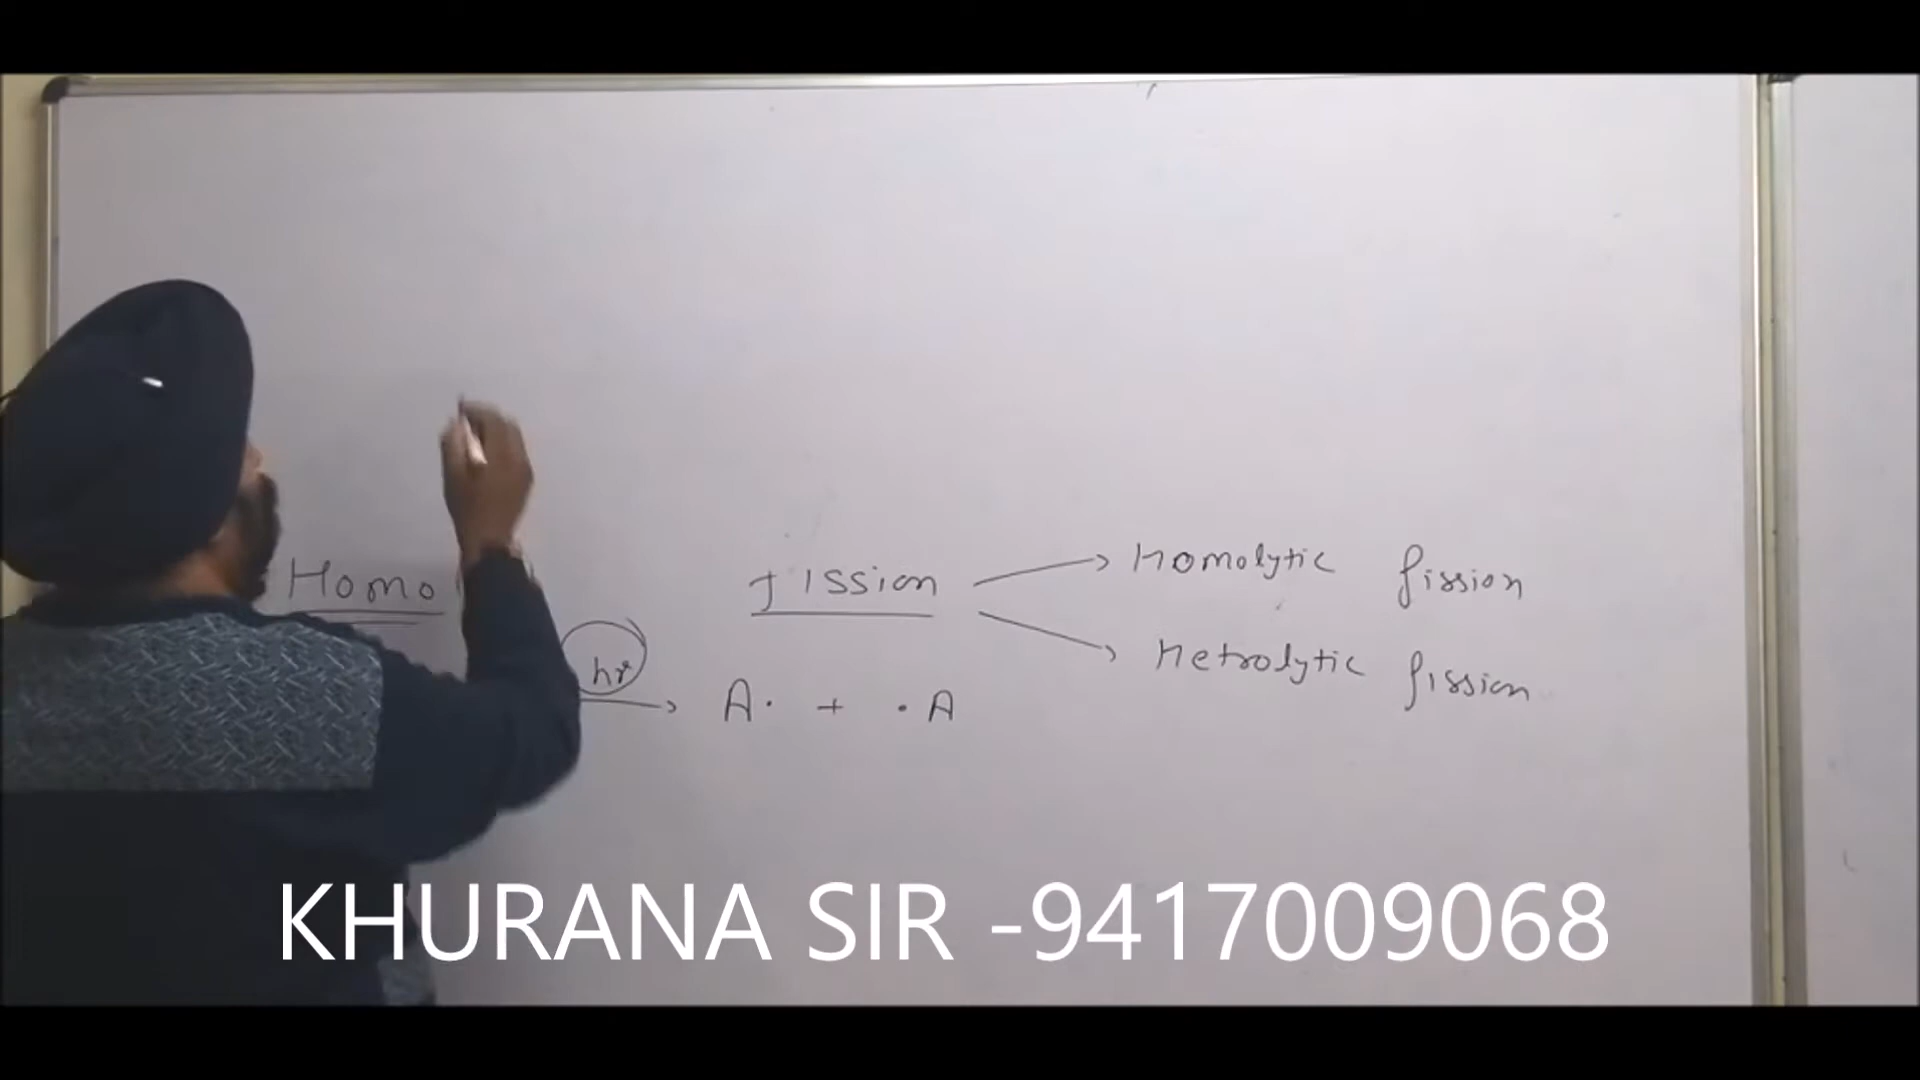 Homolytic fission
Homo fission
Hetrolytic fission
hν
A· + ·A
KHURANA SIR -9417009068